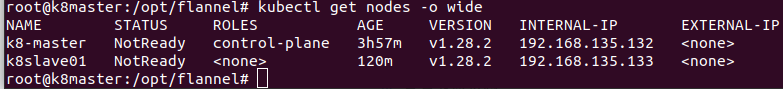 root@k8master:/opt/flannel# kubectl get nodes -o wide
NAME STATUS ROLES AGE VERSION INTERNAL-IP EXTERNAL-IP
k8-master NotReady control-plane 3h57m v1.28.2 192.168.135.132 <none>
k8slave01 NotReady <none> 120m v1.28.2 192.168.135.133 <none>
root@k8master:/opt/flannel#